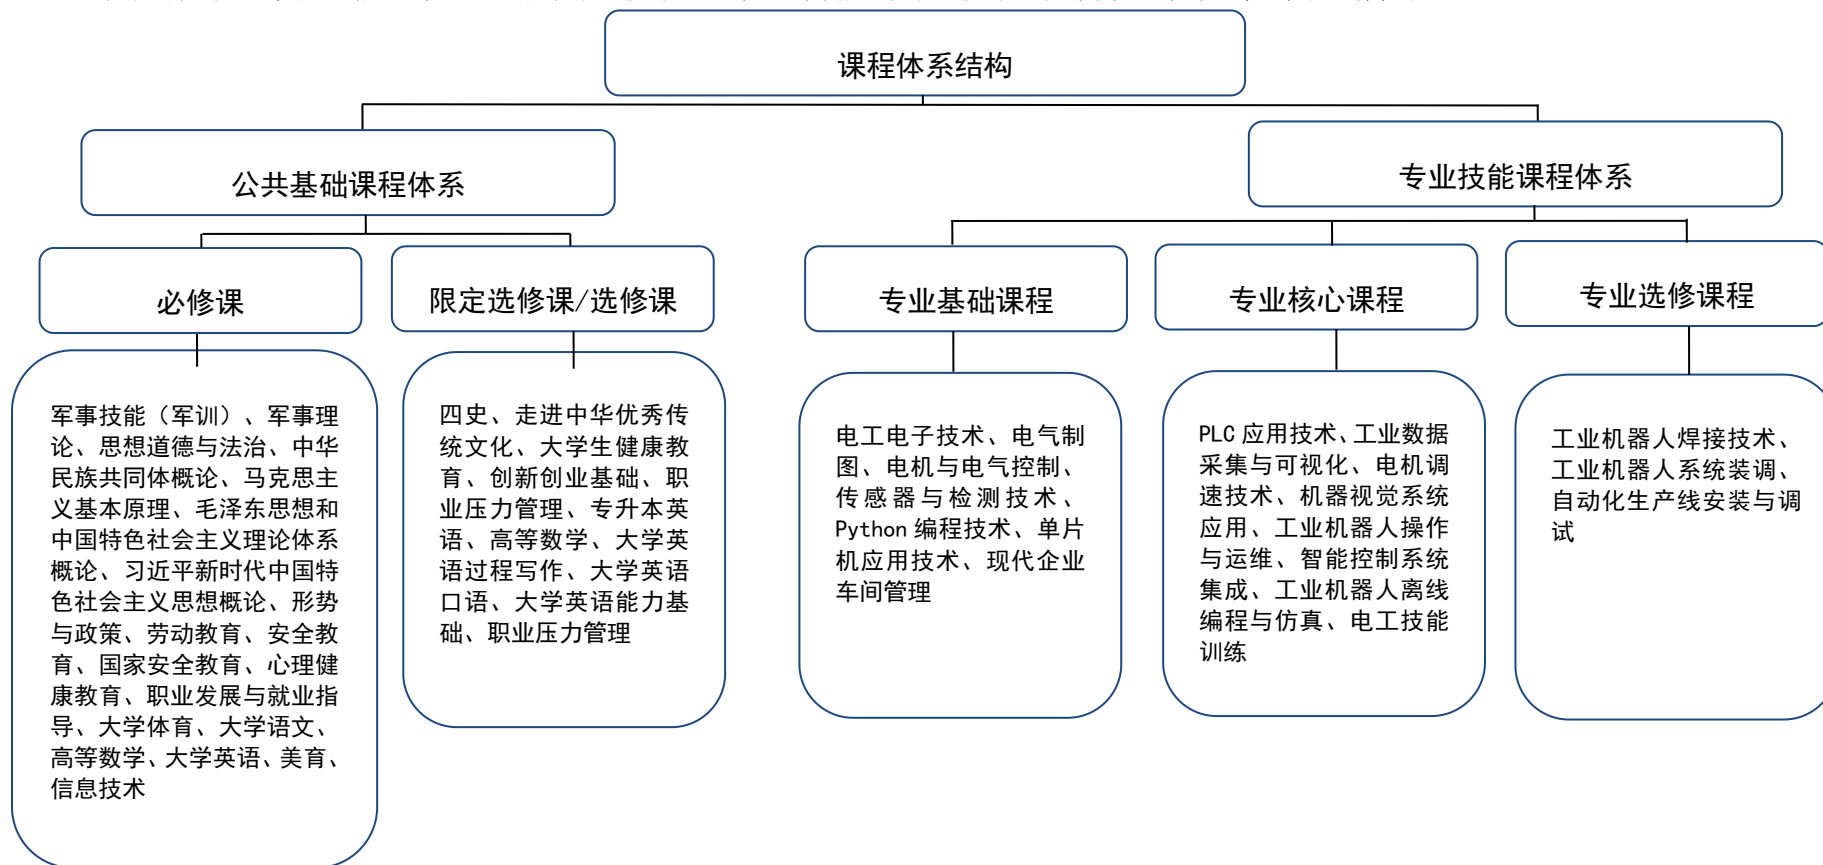 课程体系结构
公共基础课程体系
专业技能课程体系
必修课
限定选修课/选修课
专业基础课程
专业核心课程
专业选修课程
军事技能（军训）、军事理
论、思想道德与法治、中华
民族共同体概论、马克思主
义基本原理、毛泽东思想和
中国特色社会主义理论体系
概论、习近平新时代中国特
色社会主义思想概论、形势
与政策、劳动教育、安全教
育、国家安全教育、心理健
康教育、职业发展与就业指
导、大学体育、大学语文、
高等数学、大学英语、美育、
信息技术
四史、走进中华优秀传
统文化、大学生健康教
育、创新创业基础、职
业压力管理、专升本英
语、高等数学、大学英
语过程写作、大学英语
口语、大学英语能力基
础、职业压力管理
电工电子技术、电气制
图、电机与电气控制、
传感器与检测技术、
Python 编程技术、单片
机应用技术、现代企业
车间管理
PLC 应用技术、工业数据
采集与可视化、电机调
速技术、机器视觉系统
应用、工业机器人操作
与运维、智能控制系统
集成、工业机器人离线
编程与仿真、电工技能
训练
工业机器人焊接技术、
工业机器人系统装调、
自动化生产线安装与调
试